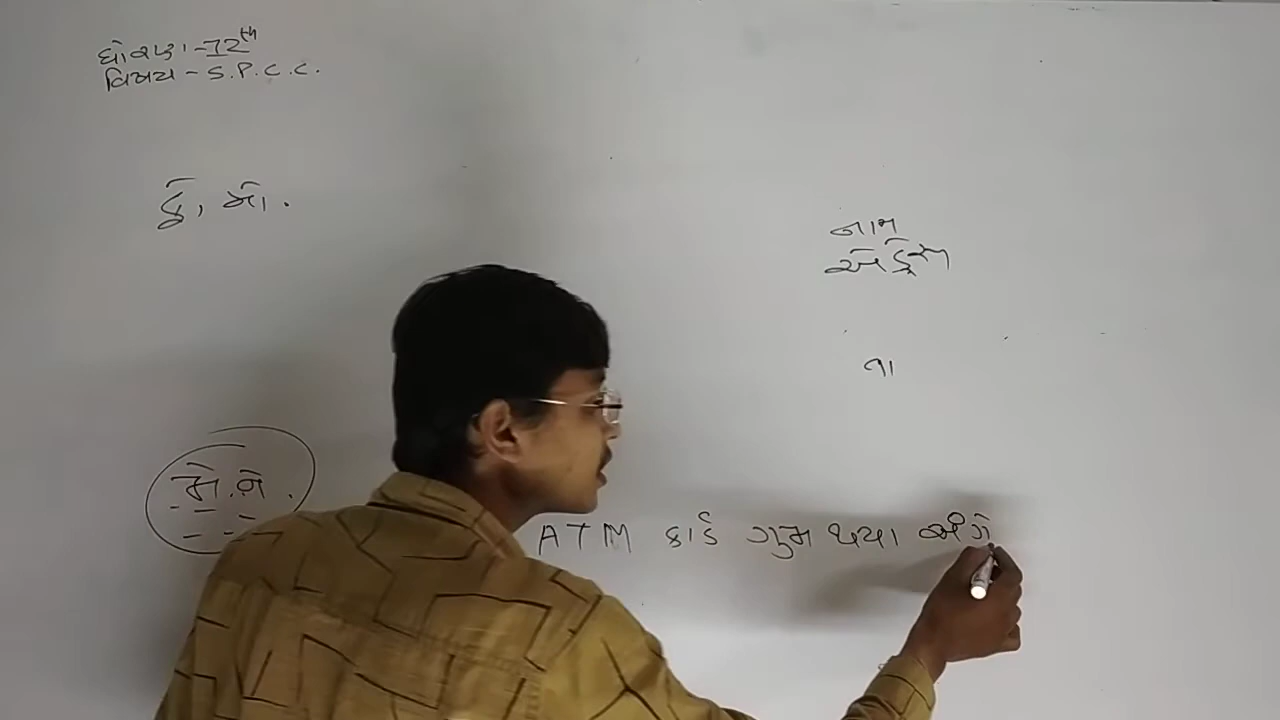 ધોરણ :- 12th
વિષય - S.P.C.C.
નામ
એડ્રેસ
તા
મે.બે.
ATM કાર્ડ ગુમ થયા અંગે